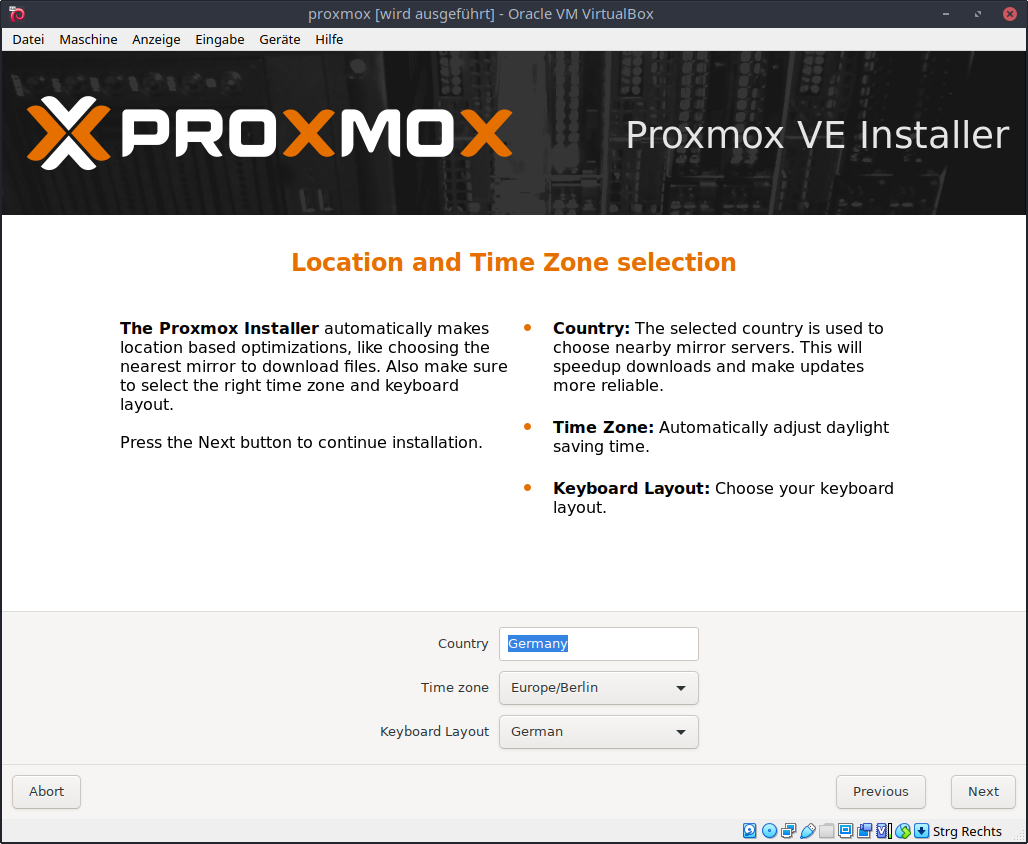 proxmox [wird ausgeführt] - Oracle VM VirtualBox
Datei Maschine Anzeige Eingabe Geräte Hilfe
PROXMOX
Proxmox VE Installer
Location and Time Zone selection
The Proxmox Installer automatically makes
location based optimizations, like choosing the
nearest mirror to download files. Also make sure
to select the right time zone and keyboard
layout.
Press the Next button to continue installation.
• Country: The selected country is used to
choose nearby mirror servers. This will
speedup downloads and make updates
more reliable.
• Time Zone: Automatically adjust daylight
saving time.
• Keyboard Layout: Choose your keyboard
layout.
Country Germany
Time zone Europe/Berlin
Keyboard Layout German
Abort Previous Next
Strg Rechts